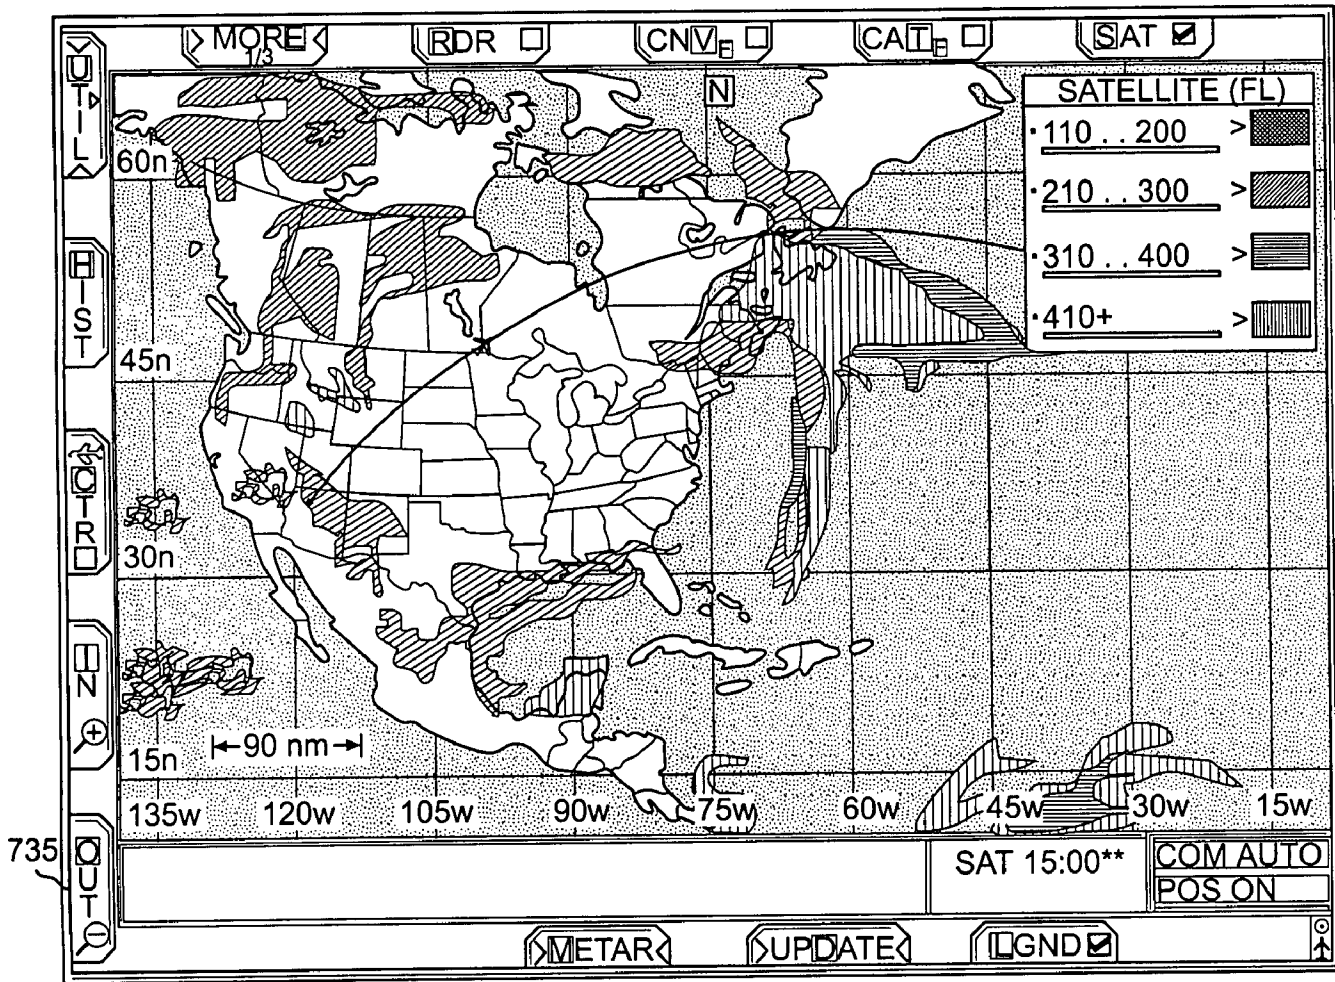 MORE
1/3
RDR
CNVF
CATF
SAT
UTIL
HIST
CTR
IN
OUT
735
N
SATELLITE (FL)
·110 . . 200 >
·210 . . 300 >
·310 . . 400 >
·410+ >
60n
45n
30n
15n
90 nm
135w 120w 105w 90w 75w 60w 45w 30w 15w
SAT 15:00**
COM AUTO
POS ON
>METAR<
>UPDATE<
LGND